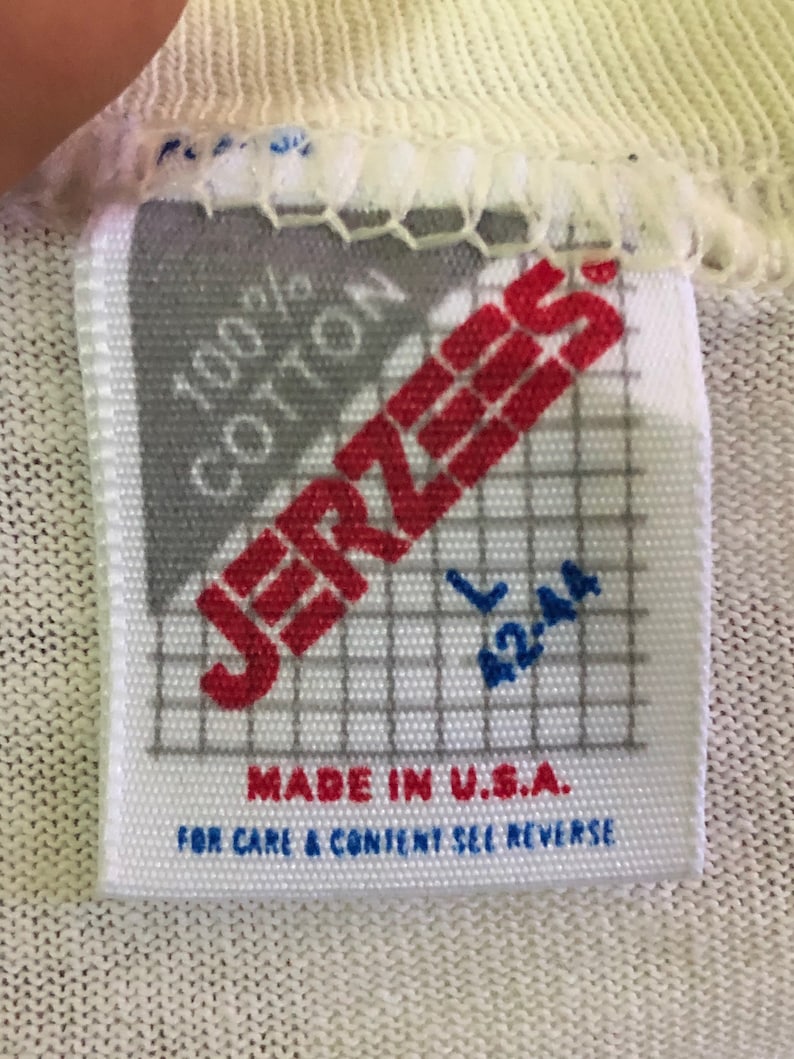 100%
COTTON
JERZEES.
L
42-44
MADE IN U.S.A.
FOR CARE & CONTENT SEE REVERSE